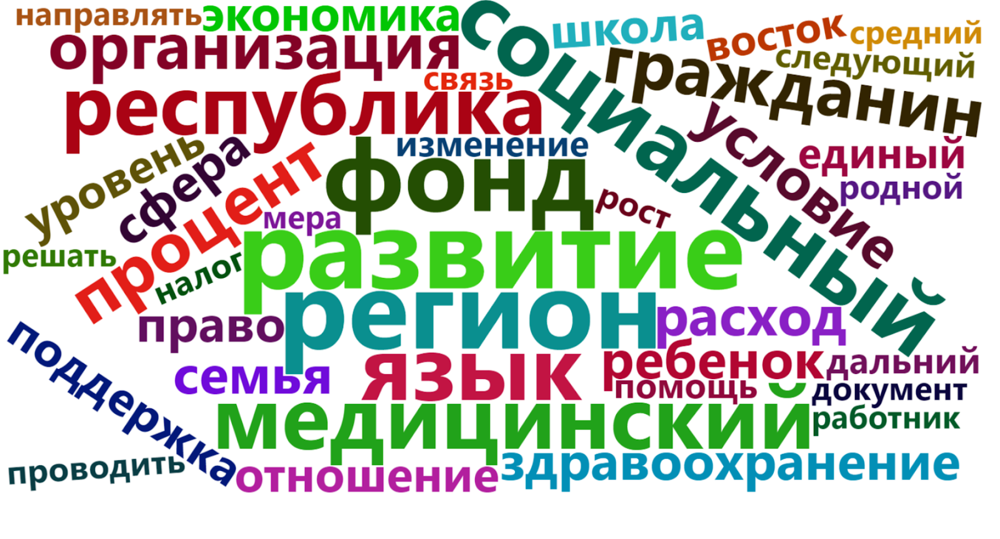 направлять
экономика
социальный
школа
восток
средний
организация
гражданин
следующий
связь
республика
условие
уровень
сфера
процент
фонд
изменение
единый
родной
мера
рост
решать
налог
развитие
право
регион
расход
поддержка
семья
язык
ребенок
дальний
помощь
документ
медицинский
работник
проводить
отношение
здравоохранение